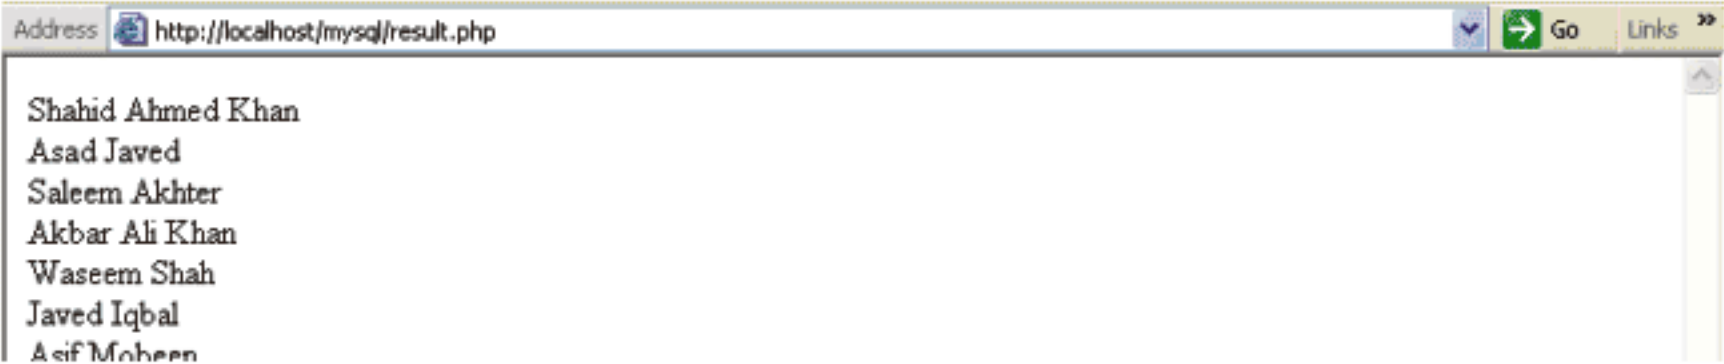 Address http://localhost/mysql/result.php Go Links »
Shahid Ahmed Khan
Asad Javed
Saleem Akhter
Akbar Ali Khan
Waseem Shah
Javed Iqbal
Asif Mobeen